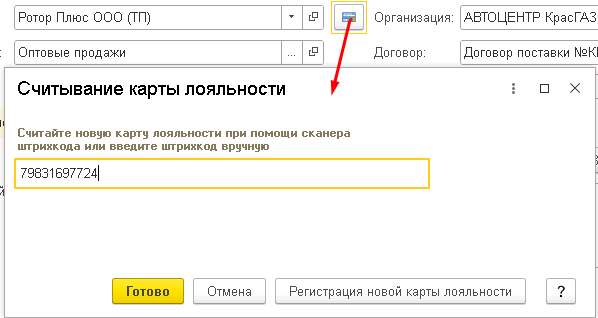 Ротор Плюс ООО (ТП) Организация: АВТОЦЕНТР КрасГАЗ
Оптовые продажи ... Договор: Договор поставки №К
Считывание карты лояльности
Считайте новую карту лояльности при помощи сканера
штрихкода или введите штрихкод вручную
79831697724
Готово Отмена Регистрация новой карты лояльности ?